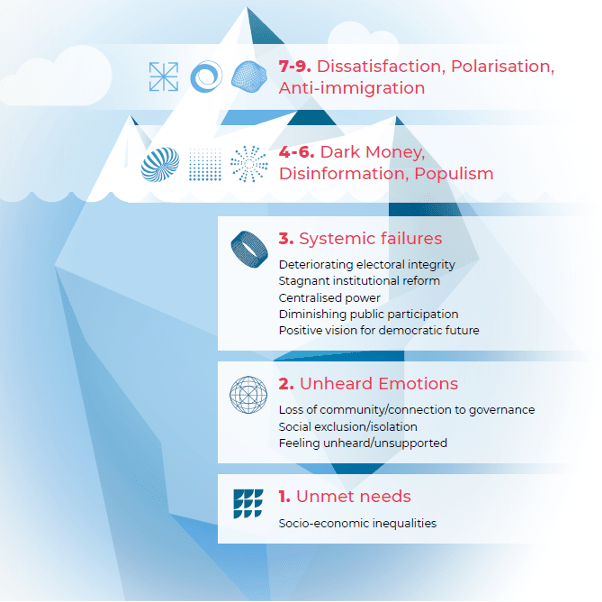 7-9. Dissatisfaction, Polarisation,
Anti-immigration
4-6. Dark Money,
Disinformation, Populism
3. Systemic failures
Deteriorating electoral integrity
Stagnant institutional reform
Centralised power
Diminishing public participation
Positive vision for democratic future
2. Unheard Emotions
Loss of community/connection to governance
Social exclusion/isolation
Feeling unheard/unsupported
1. Unmet needs
Socio-economic inequalities